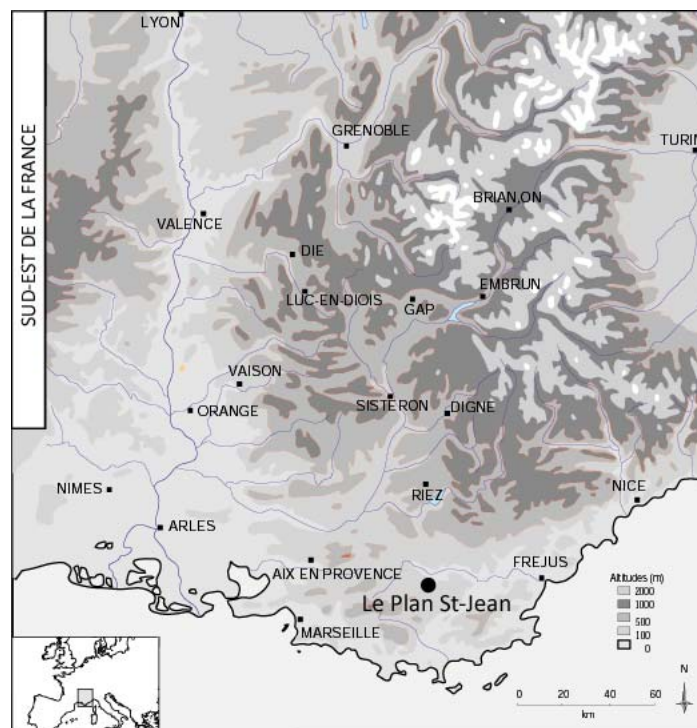 SUD-EST DE LA FRANCE
LYON
GRENOBLE
TURIN
BRIAN,ON
VALENCE
DIE
EMBRUN
LUC-EN-DIOIS
GAP
VAISON
SISTERON
DIGNE
ORANGE
NIMES
RIEZ
NICE
ARLES
AIX EN PROVENCE
FREJUS
Le Plan St-Jean
MARSEILLE
Altitudes (m)
2000
1000
500
100
0
N
0 20 40 60
km